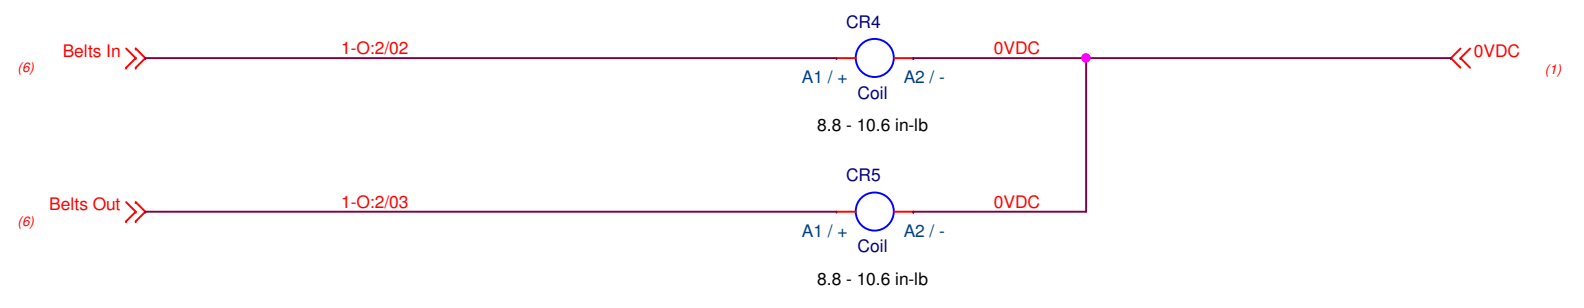 CR4
(6) Belts In 1-O:2/02 0VDC 0VDC (1)
A1 / + A2 / -
Coil
8.8 - 10.6 in-lb
CR5
(6) Belts Out 1-O:2/03 0VDC
A1 / + A2 / -
Coil
8.8 - 10.6 in-lb